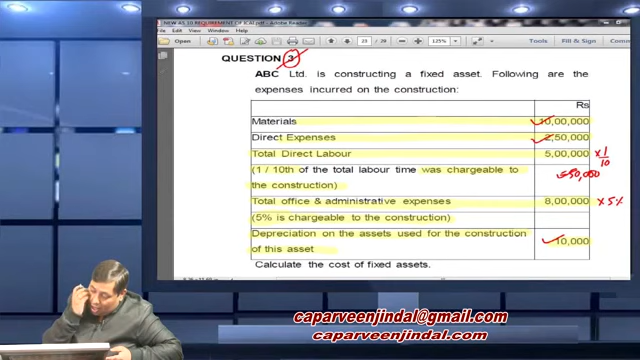 NEW AS 10 REQUIREMENT OF ICAI.pdf - Adobe Reader
File Edit View Window Help
Open
23 / 39
125%
Tools
Fill & Sign
QUESTION 3
ABC Ltd. is constructing a fixed asset. Following are the
expenses incurred on the construction:
Rs
Materials 10,00,000
Direct Expenses 2,50,000
Total Direct Labour 5,00,000 × 1/10
(1 / 10th of the total labour time was chargeable to =50,000
the construction)
Total office & administrative expenses 8,00,000 × 5%
(5% is chargeable to the construction)
Depreciation on the assets used for the construction
of this asset 10,000
Calculate the cost of fixed assets.
caparveenjindal@gmail.com
caparveenjindal.com